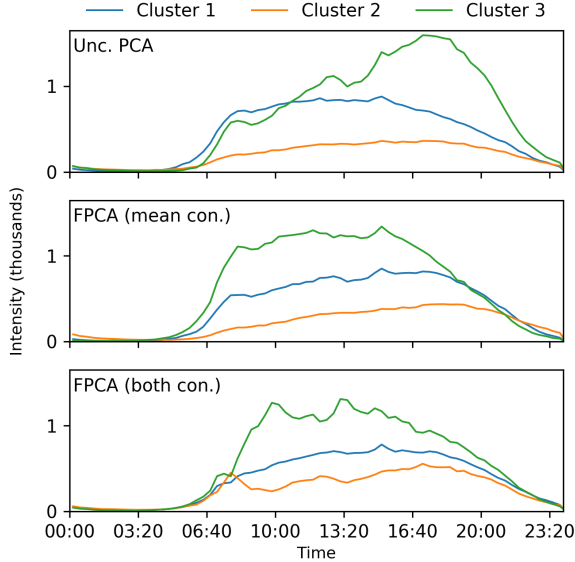 Cluster 1 Cluster 2 Cluster 3
Unc. PCA
1
0
FPCA (mean con.)
1
0
FPCA (both con.)
1
0
Intensity (thousands)
00:00 03:20 06:40 10:00 13:20 16:40 20:00 23:20
Time